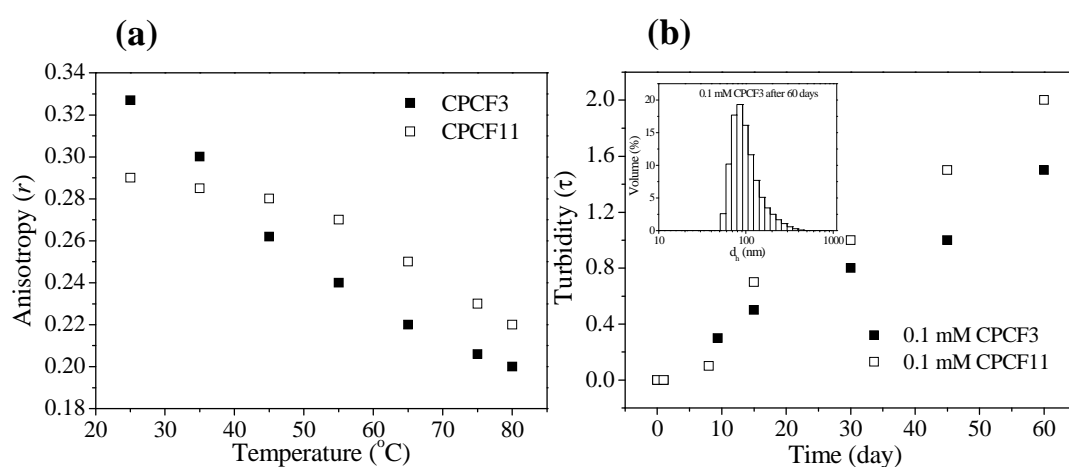 (a)
(b)
0.34
0.32
0.30
0.28
0.26
0.24
0.22
0.20
0.18
Anisotropy (r)
CPCF3
CPCF11
20 30 40 50 60 70 80
Temperature (°C)
2.0
1.6
1.2
0.8
0.4
0.0
Turbidity (τ)
0.1 mM CPCF3 after 60 days
20
15
10
5
0
Volume (%)
10 100 1000
d_h (nm)
0.1 mM CPCF3
0.1 mM CPCF11
0 10 20 30 40 50 60
Time (day)